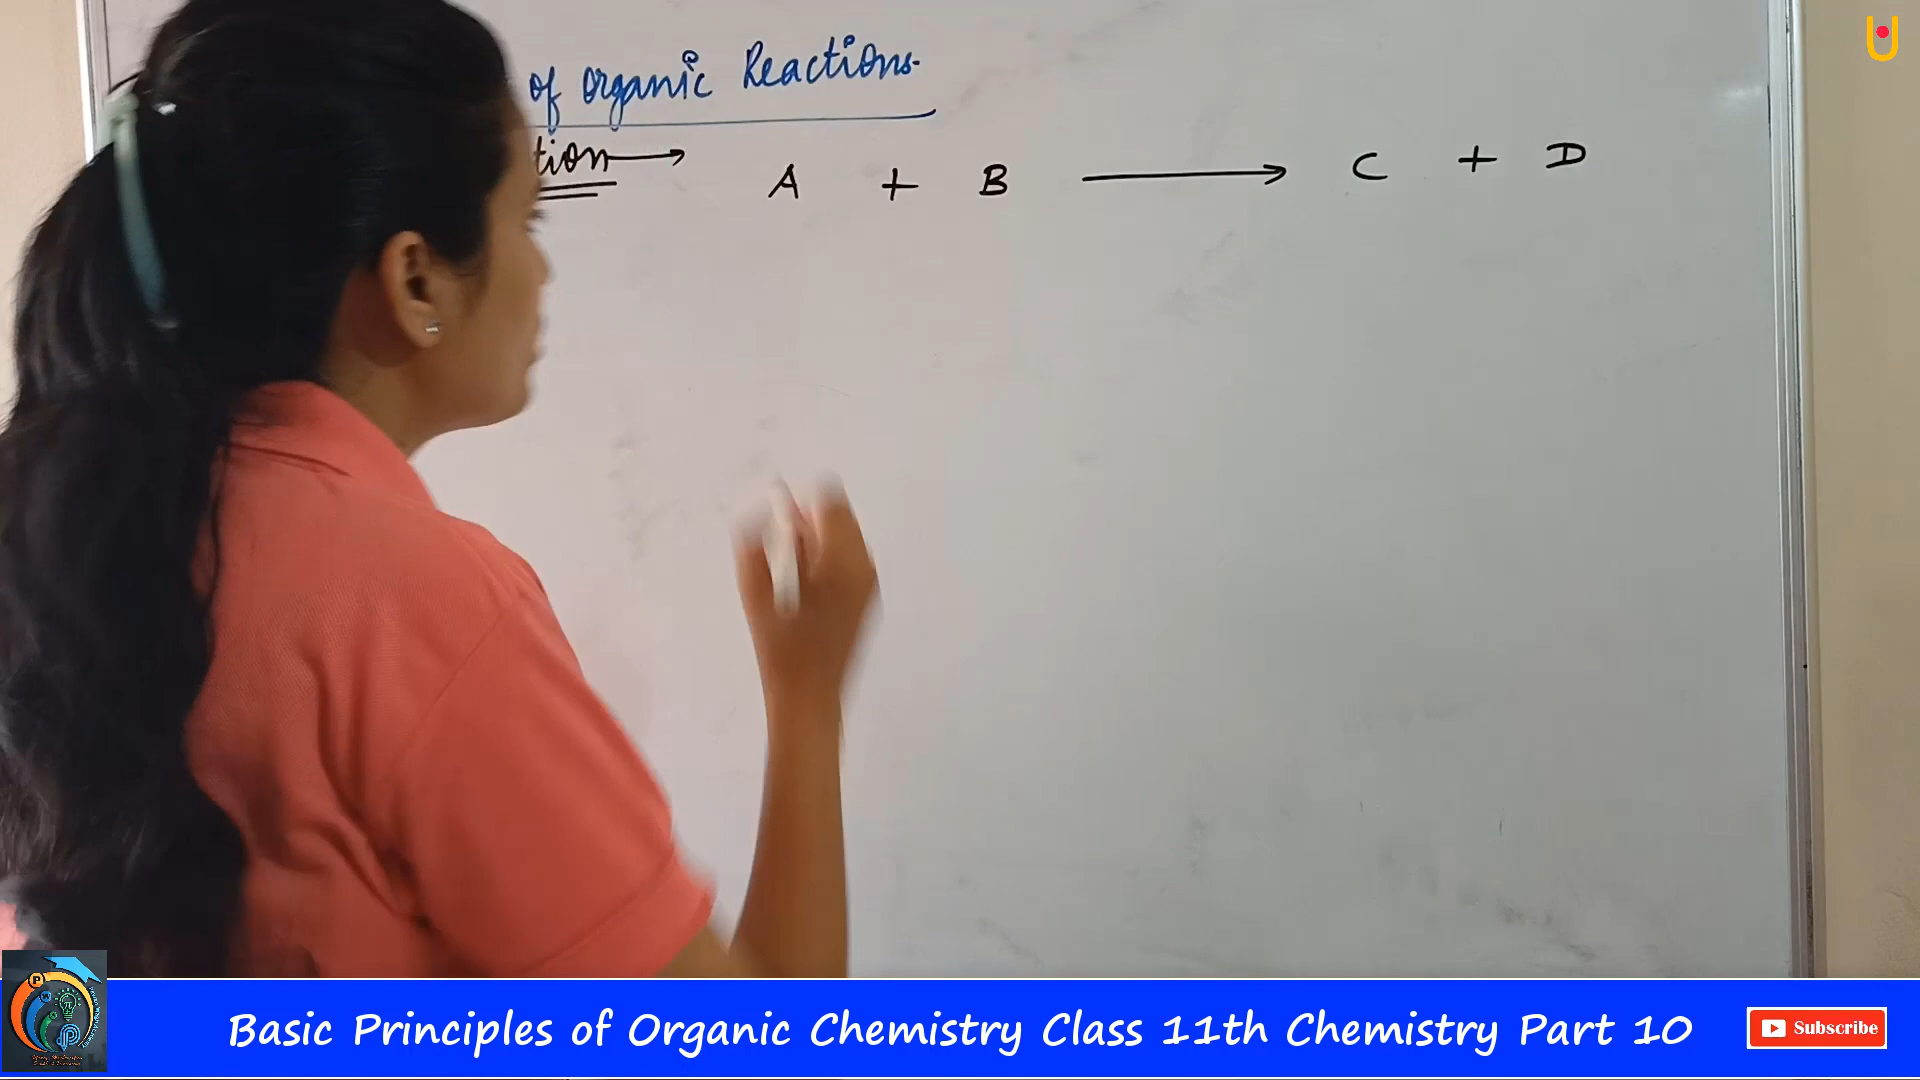 of Organic Reactions.
tion → A + B → C + D
Basic Principles of Organic Chemistry Class 11th Chemistry Part 10
Subscribe